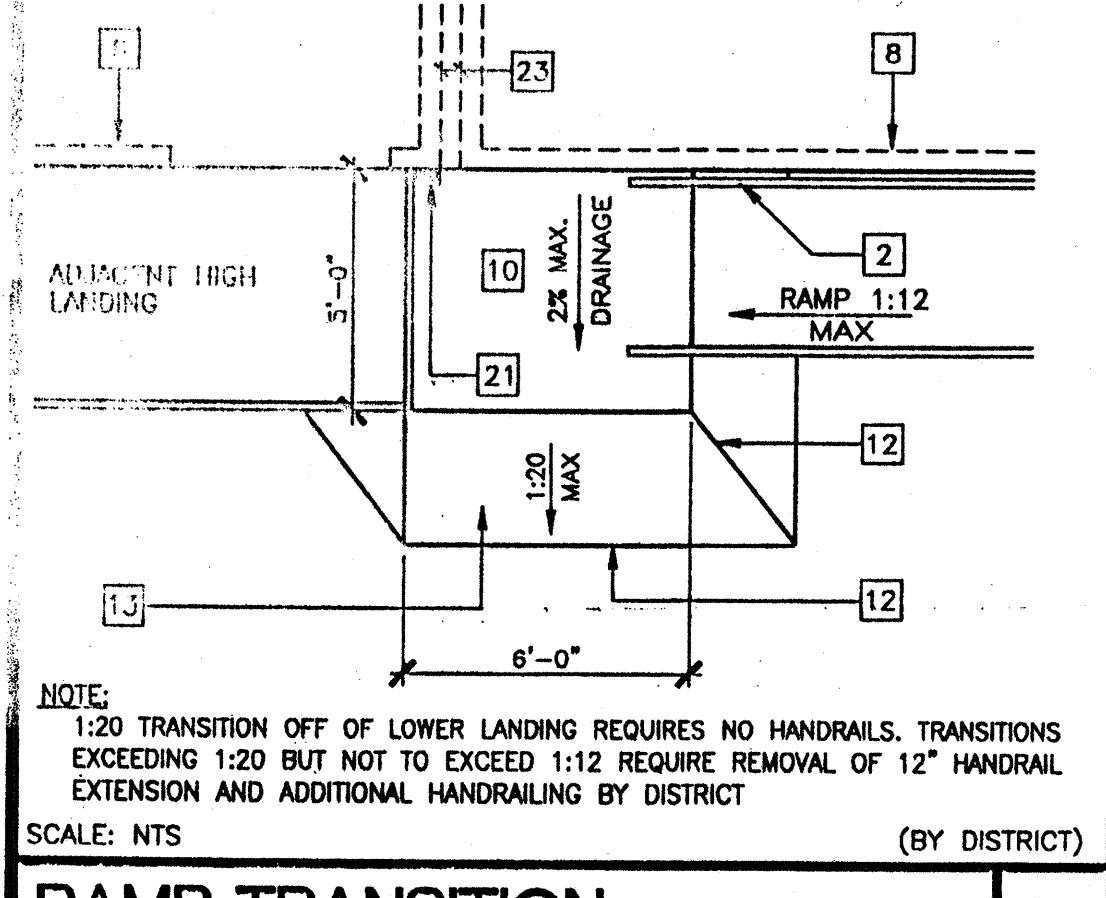 23
8
ADJACENT HIGH
LANDING
5'-0"
10
2% MAX.
DRAINAGE
2
RAMP 1:12
MAX
21
12
1:20
MAX
13
12
6'-0"
NOTE:
1:20 TRANSITION OFF OF LOWER LANDING REQUIRES NO HANDRAILS. TRANSITIONS
EXCEEDING 1:20 BUT NOT TO EXCEED 1:12 REQUIRE REMOVAL OF 12" HANDRAIL
EXTENSION AND ADDITIONAL HANDRAILING BY DISTRICT
SCALE: NTS
(BY DISTRICT)
RAMP TRANSITION